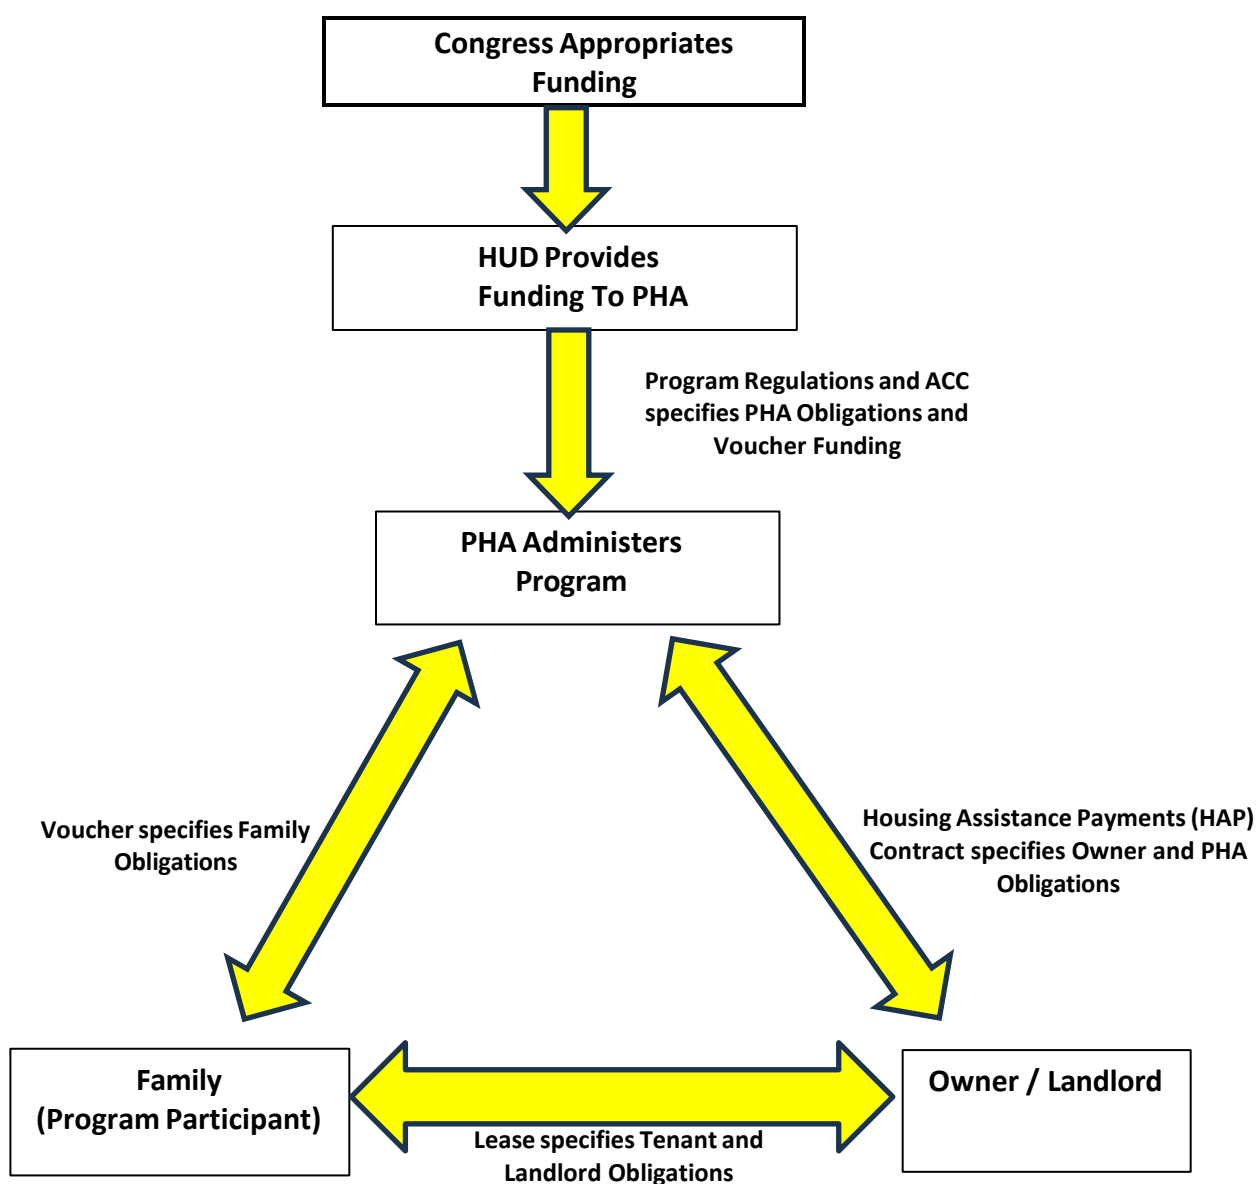 Congress Appropriates
Funding
HUD Provides
Funding To PHA
Program Regulations and ACC
specifies PHA Obligations and
Voucher Funding
PHA Administers
Program
Voucher specifies Family
Obligations
Housing Assistance Payments (HAP)
Contract specifies Owner and PHA
Obligations
Family
(Program Participant)
Owner / Landlord
Lease specifies Tenant and
Landlord Obligations